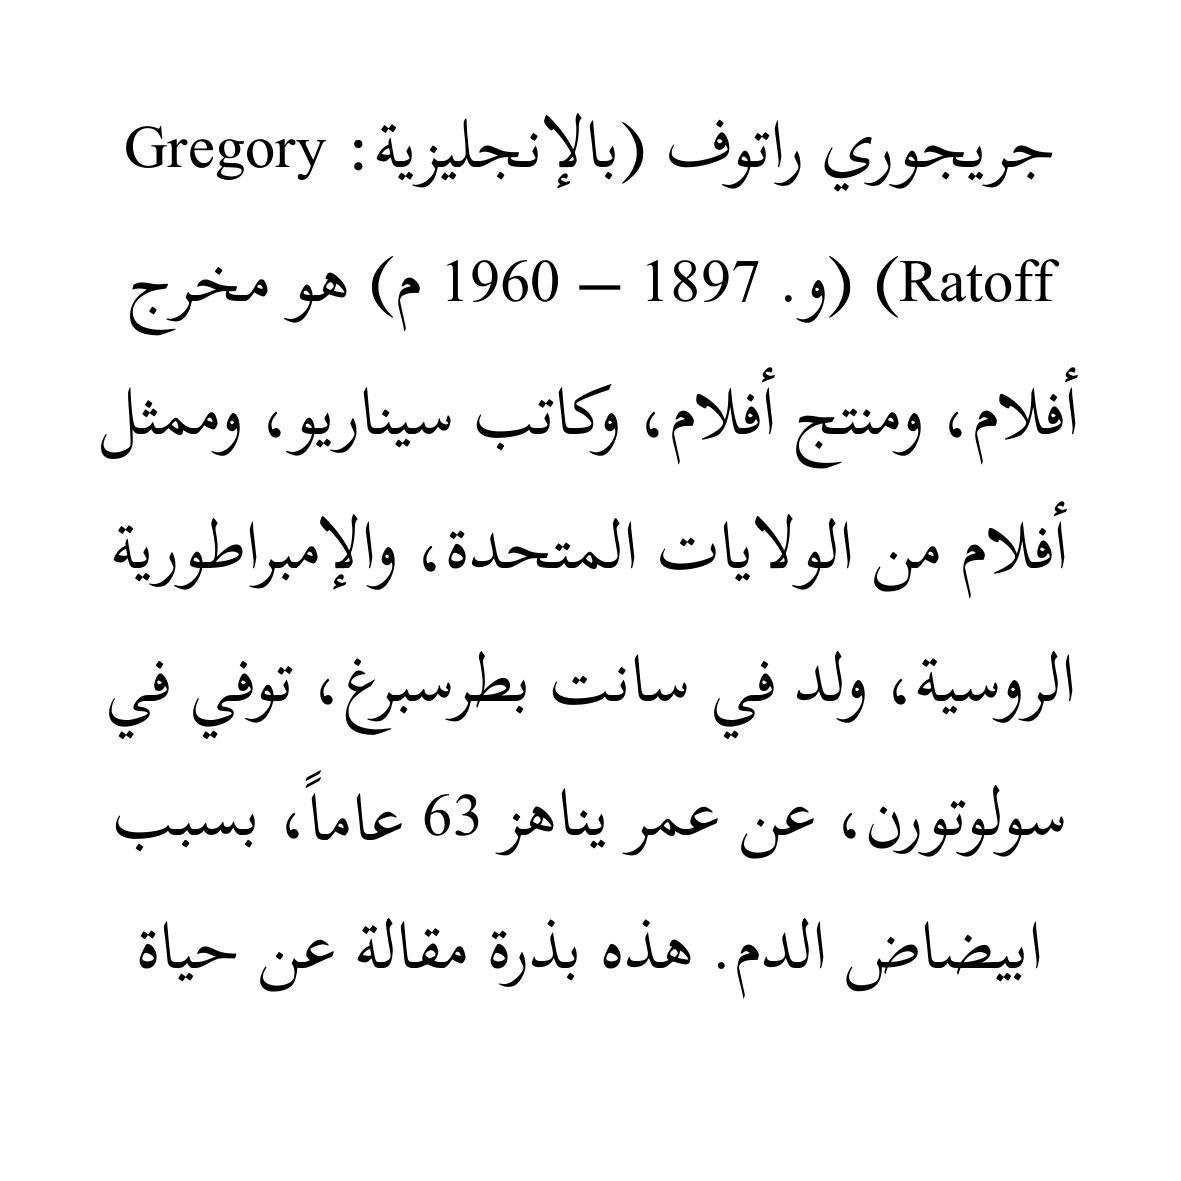 جريجوري راتوف (بالإنجليزية: Gregory
Ratoff) (و. 1897 – 1960 م) هو مخرج
أفلام، ومنتج أفلام، وكاتب سيناريو، وممثل
أفلام من الولايات المتحدة، والإمبراطورية
الروسية، ولد في سانت بطرسبرغ، توفي في
سولوتورن، عن عمر يناهز 63 عاماً، بسبب
ابيضاض الدم. هذه بذرة مقالة عن حياة